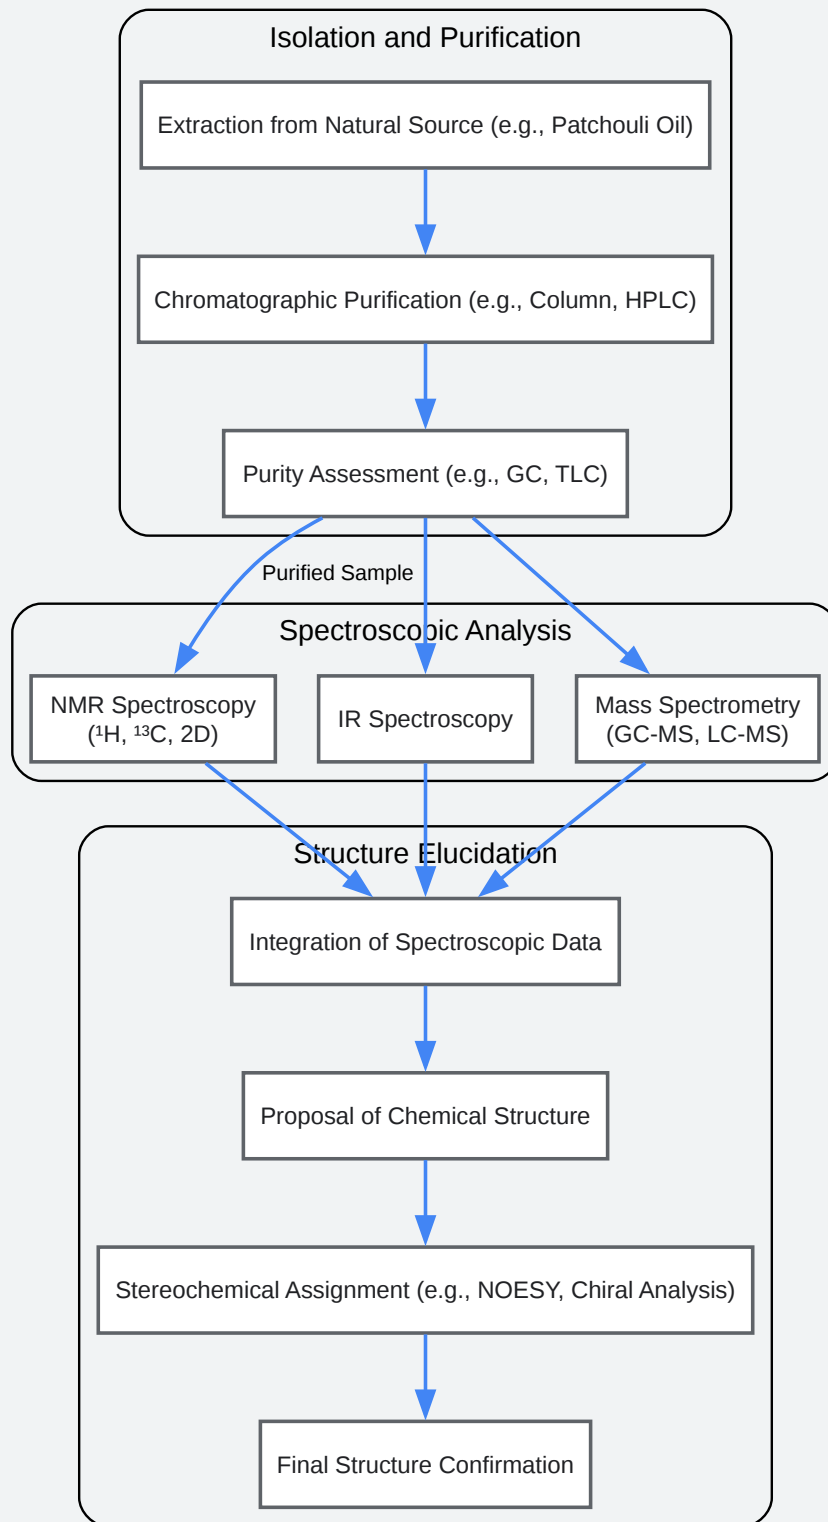 Isolation and Purification
Extraction from Natural Source (e.g., Patchouli Oil)
Chromatographic Purification (e.g., Column, HPLC)
Purity Assessment (e.g., GC, TLC)
Purified Sample
Spectroscopic Analysis
NMR Spectroscopy
(¹H, ¹³C, 2D)
IR Spectroscopy
Mass Spectrometry
(GC-MS, LC-MS)
Structure Elucidation
Integration of Spectroscopic Data
Proposal of Chemical Structure
Stereochemical Assignment (e.g., NOESY, Chiral Analysis)
Final Structure Confirmation